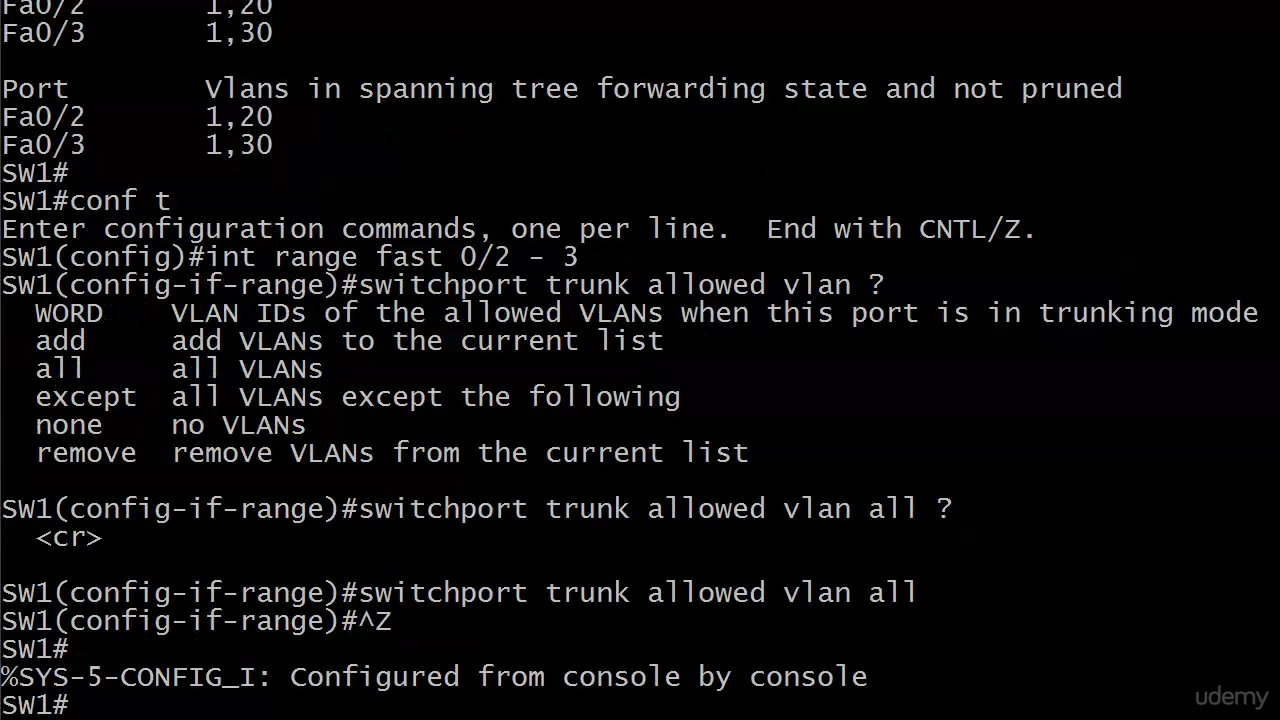 Fa0/2        1,20
Fa0/3        1,30
Port        Vlans in spanning tree forwarding state and not pruned
Fa0/2        1,20
Fa0/3        1,30
SW1#
SW1#conf t
Enter configuration commands, one per line.  End with CNTL/Z.
SW1(config)#int range fast 0/2 - 3
SW1(config-if-range)#switchport trunk allowed vlan ?
  WORD    VLAN IDs of the allowed VLANs when this port is in trunking mode
  add     add VLANs to the current list
  all     all VLANs
  except  all VLANs except the following
  none    no VLANs
  remove  remove VLANs from the current list
SW1(config-if-range)#switchport trunk allowed vlan all ?
  <cr>
SW1(config-if-range)#switchport trunk allowed vlan all
SW1(config-if-range)#^Z
SW1#
%SYS-5-CONFIG_I: Configured from console by console
SW1#
udemy